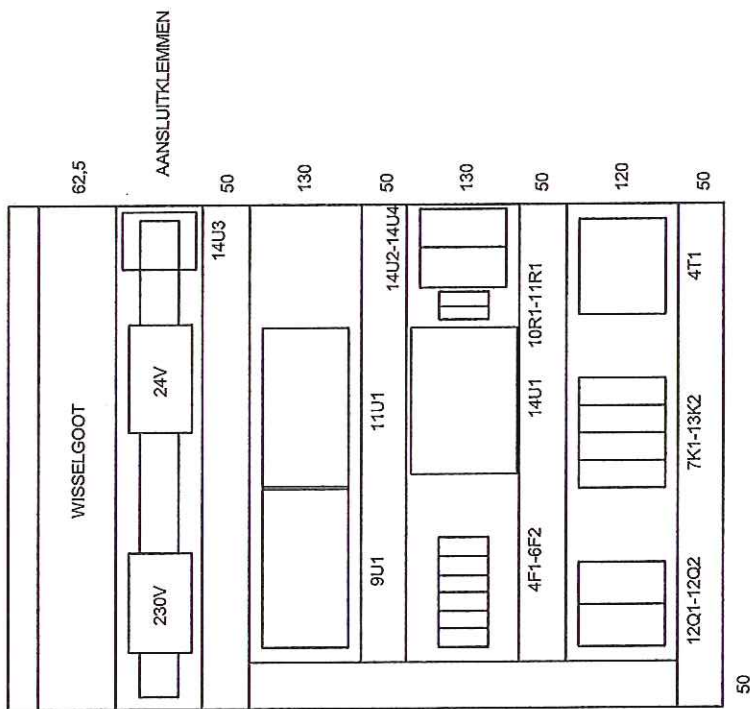 62,5
AANSLUITKLEMMEN
50
130
50
130
50
120
50
WISSELGOOT
230V
24V
14U3
9U1
11U1
14U2-14U4
4F1-6F2
14U1
10R1-11R1
12Q1-12Q2
7K1-13K2
4T1
50